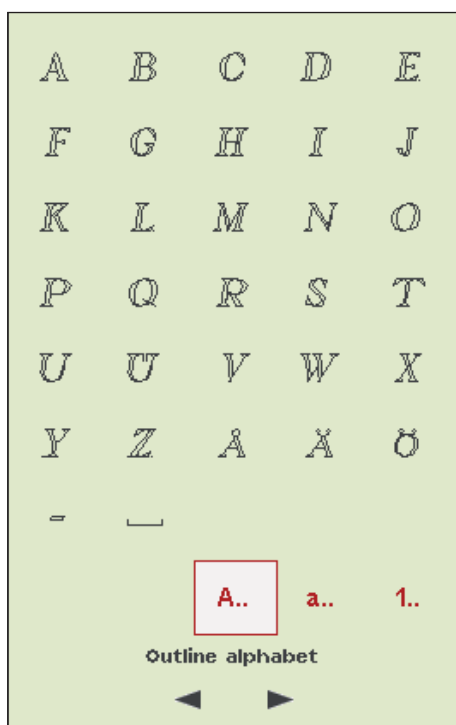 A B C D E
F G H I J
K L M N O
P Q R S T
U Ü V W X
Y Z Å Ä Ö
-
A.. a.. 1..
Outline alphabet